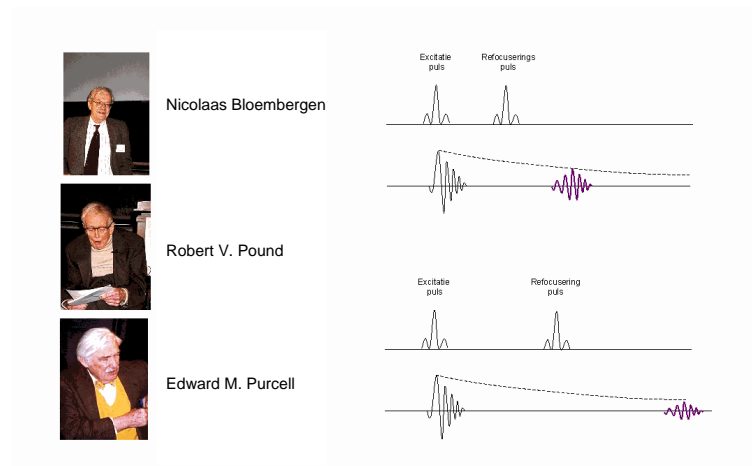 Nicolaas Bloembergen
Robert V. Pound
Edward M. Purcell
Excitatie
puls
Refocuserings
puls
Excitatie
puls
Refocusering
puls